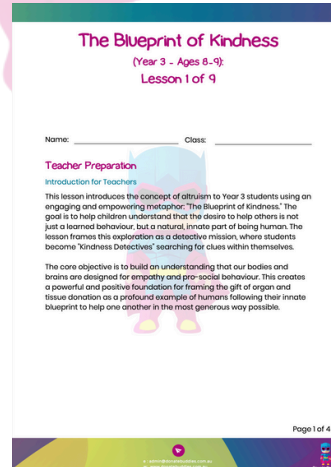 The Blueprint of Kindness
(Year 3 - Ages 8-9):
Lesson 1 of 9
Name: Class:
Teacher Preparation
Introduction for Teachers
This lesson introduces the concept of altruism to Year 3 students using an
engaging and empowering metaphor: "The Blueprint of Kindness." The
goal is to help children understand that the desire to help others is not
just a learned behaviour, but a natural, innate part of being human. The
lesson frames this exploration as a detective mission, where students
become "Kindness Detectives" searching for clues within themselves.
The core objective is to build an understanding that our bodies and
brains are designed for empathy and pro-social behaviour. This creates
a powerful and positive foundation for framing the gift of organ and
tissue donation as a profound example of humans following their innate
blueprint to help one another in the most generous way possible.
Page 1 of 4